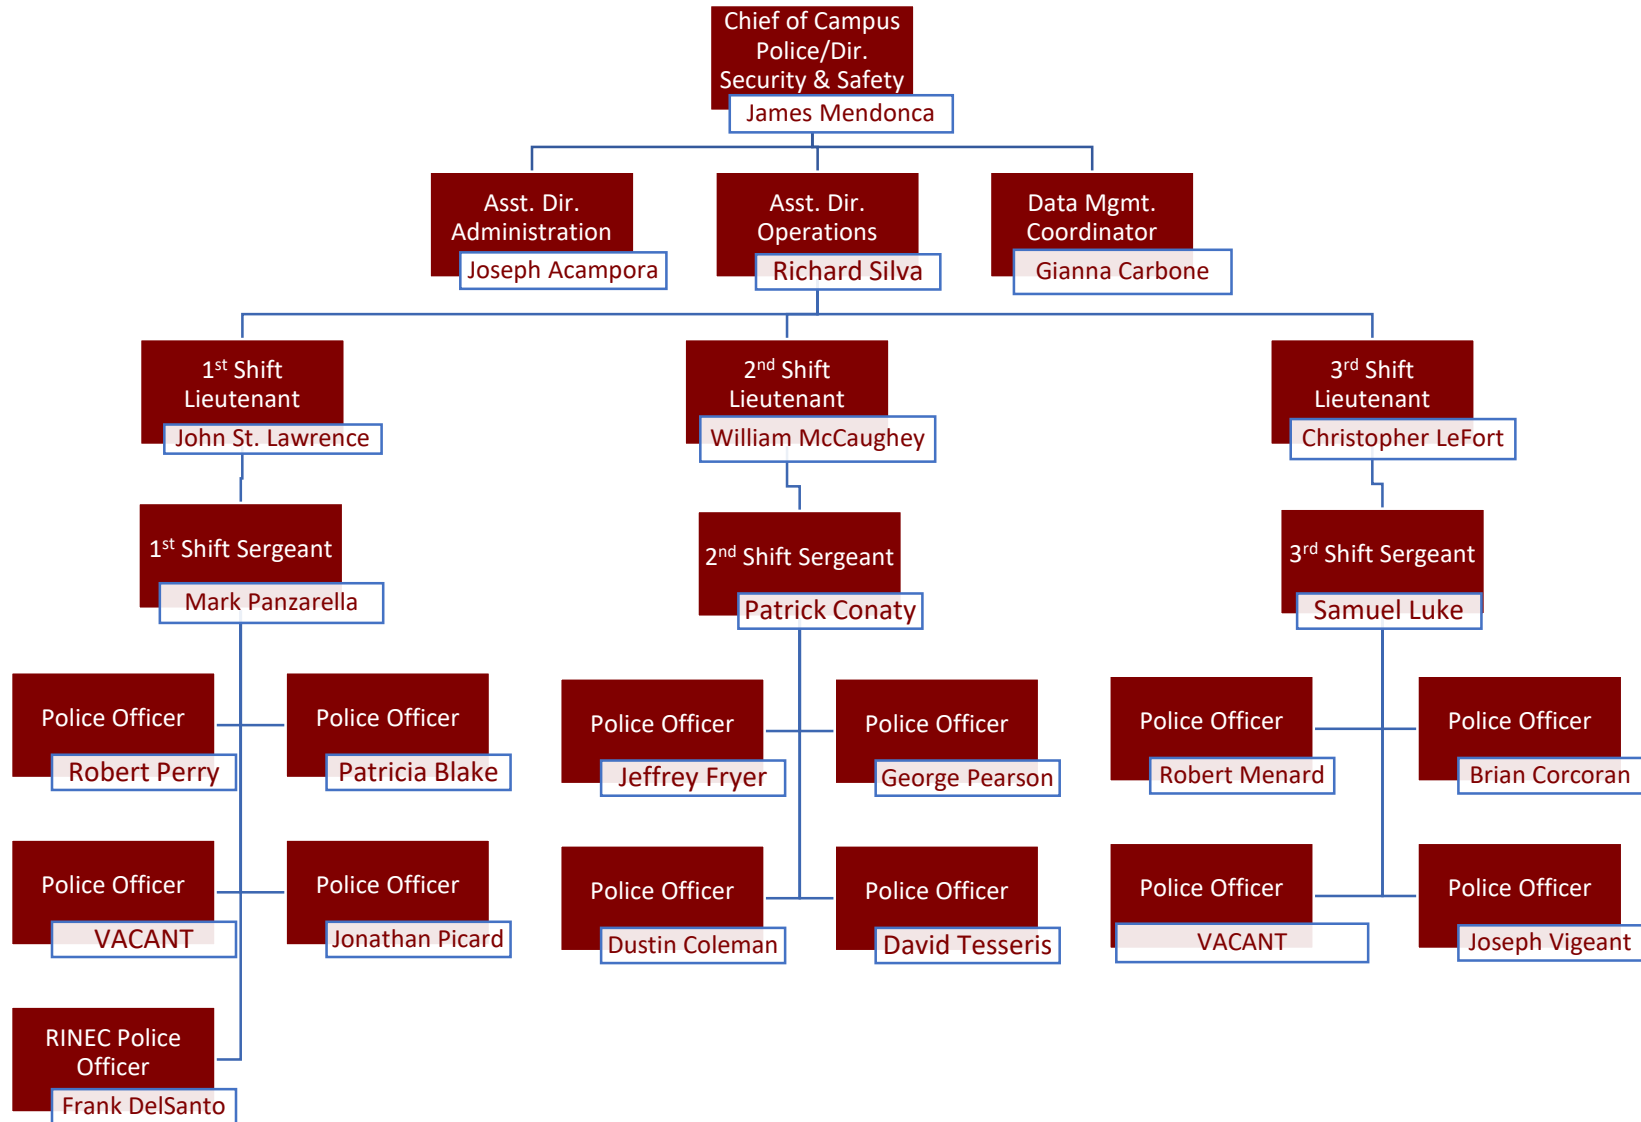 Chief of Campus
Police/Dir.
Security & Safety
James Mendonca
Asst. Dir.
Administration
Joseph Acampora
Asst. Dir.
Operations
Richard Silva
Data Mgmt.
Coordinator
Gianna Carbone
1st Shift
Lieutenant
John St. Lawrence
2nd Shift
Lieutenant
William McCaughey
3rd Shift
Lieutenant
Christopher LeFort
1st Shift Sergeant
Mark Panzarella
2nd Shift Sergeant
Patrick Conaty
3rd Shift Sergeant
Samuel Luke
Police Officer
Robert Perry
Police Officer
Patricia Blake
Police Officer
Jeffrey Fryer
Police Officer
George Pearson
Police Officer
Robert Menard
Police Officer
Brian Corcoran
Police Officer
VACANT
Police Officer
Jonathan Picard
Police Officer
Dustin Coleman
Police Officer
David Tesseris
Police Officer
VACANT
Police Officer
Joseph Vigeant
RINEC Police
Officer
Frank DelSanto